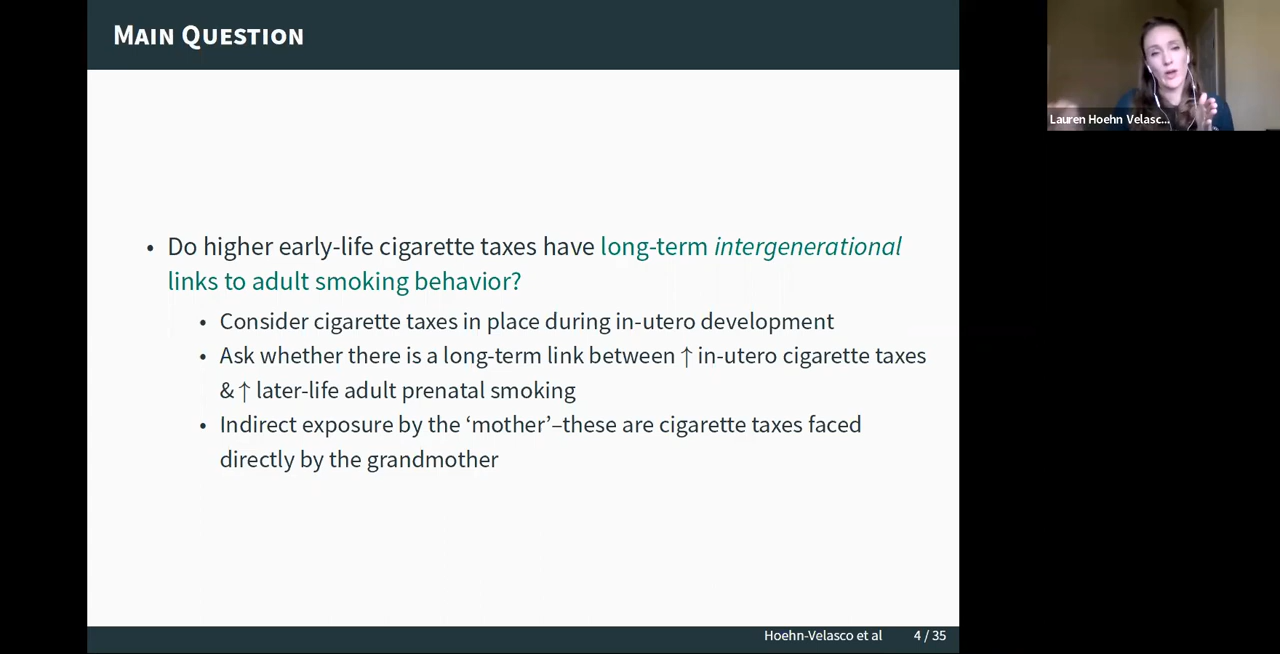 Main Question
• Do higher early-life cigarette taxes have long-term intergenerational
links to adult smoking behavior?
• Consider cigarette taxes in place during in-utero development
• Ask whether there is a long-term link between ↑ in-utero cigarette taxes
& ↑ later-life adult prenatal smoking
• Indirect exposure by the ‘mother’–these are cigarette taxes faced
directly by the grandmother
Hoehn-Velasco et al 4 / 35
Lauren Hoehn Velasc...